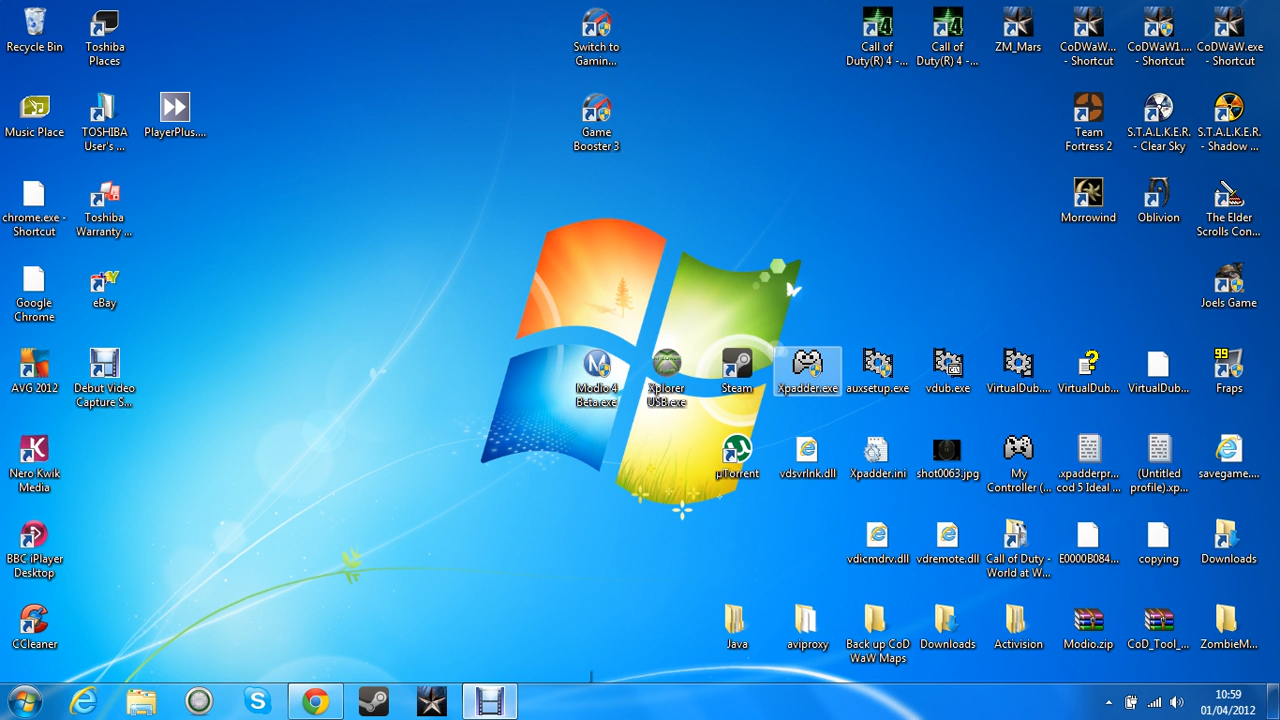 Recycle Bin
Toshiba
Places
Switch to
Gamin...
Call of
Duty(R) 4 -...
Call of
Duty(R) 4 -...
ZM_Mars
CoDWaW...
- Shortcut
CoDWaW1....
- Shortcut
CoDWaW.exe
- Shortcut
Music Place
TOSHIBA
User's ...
PlayerPlus....
Game
Booster 3
Team
Fortress 2
S.T.A.L.K.E.R.
- Clear Sky
S.T.A.L.K.E.R.
- Shadow ...
chrome.exe -
Shortcut
Toshiba
Warranty ...
Morrowind
Oblivion
The Elder
Scrolls Con...
Google
Chrome
eBay
Joels Game
AVG 2012
Debut Video
Capture S...
Modio 4
Beta.exe
Xplorer
USB.exe
Steam
Xpadder.exe
auxsetup.exe
vdub.exe
VirtualDub....
VirtualDub...
VirtualDub...
99
Fraps
Nero Kwik
Media
µTorrent
vdsvrlnk.dll
Xpadder.ini
shot0063.jpg
My
Controller (...
.xpadderpr...
cod 5 Ideal ...
(Untitled
profile).xp...
savegame....
BBC iPlayer
Desktop
vdicmdrv.dll
vdremote.dll
Call of Duty -
World at W...
E0000B084...
copying
Downloads
CCleaner
Java
aviproxy
Back up CoD
WaW Maps
Downloads
Activision
Modio.zip
CoD_Tool_...
ZombieM...
10:59
01/04/2012